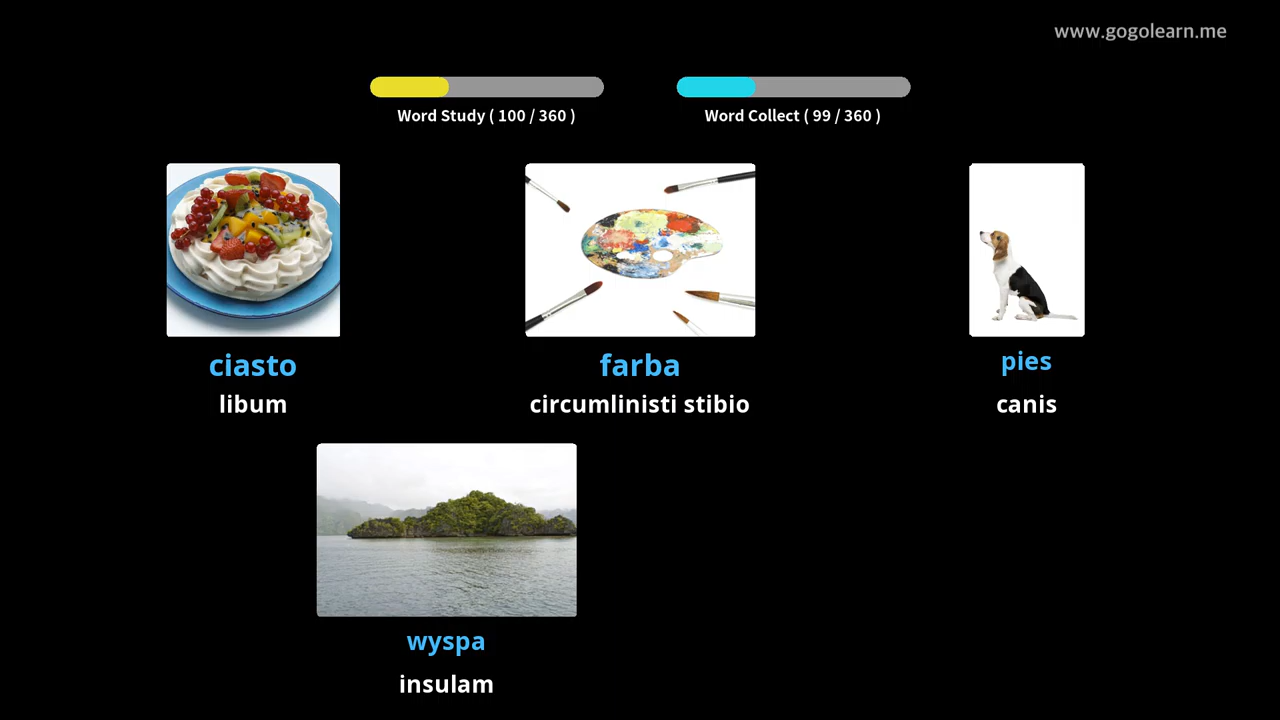 www.gogolearn.me
Word Study ( 100 / 360 )
Word Collect ( 99 / 360 )
ciasto
libum
farba
circumlinisti stibio
pies
canis
wyspa
insulam